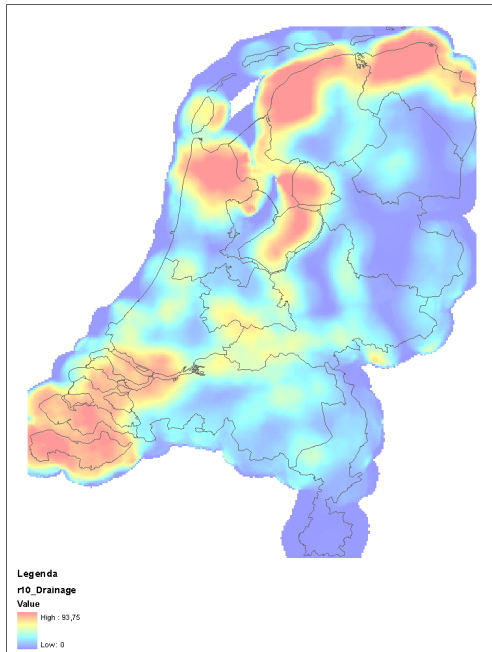 Legenda
r10_Drainage
Value
High : 93,75
Low : 0